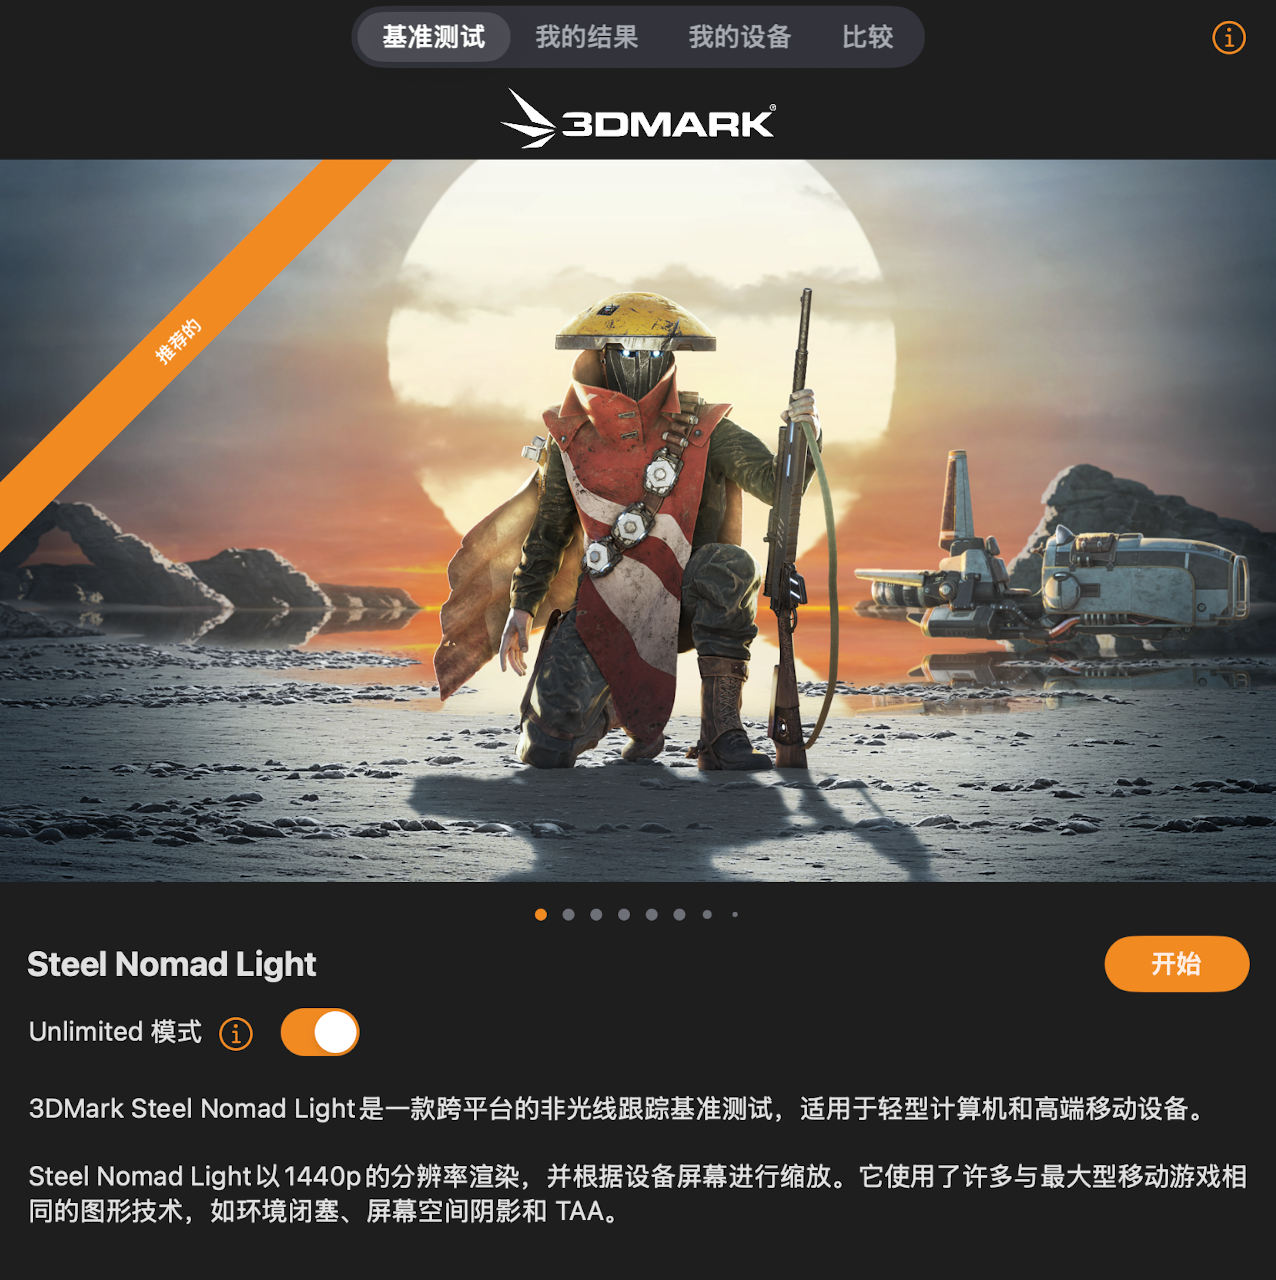 基准测试 我的结果 我的设备 比较
3DMARK®
推荐的
Steel Nomad Light
开始
Unlimited 模式
3DMark Steel Nomad Light是一款跨平台的非光线跟踪基准测试，适用于轻型计算机和高端移动设备。
Steel Nomad Light以1440p的分辨率渲染，并根据设备屏幕进行缩放。它使用了许多与最大型移动游戏相
同的图形技术，如环境闭塞、屏幕空间阴影和 TAA。